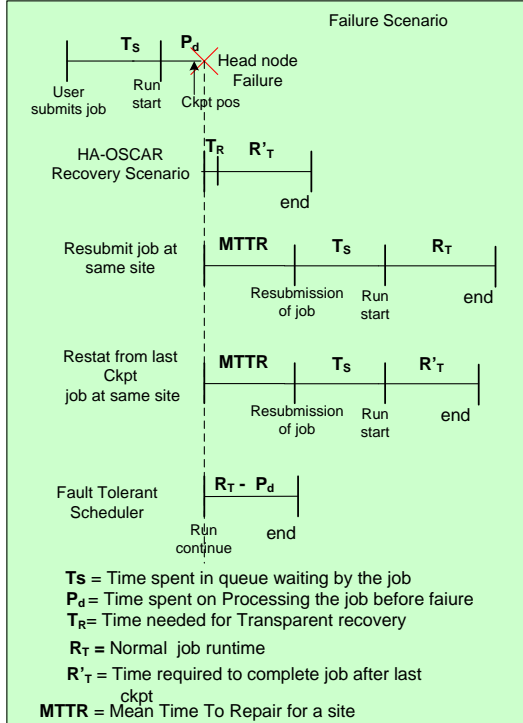 Failure Scenario
Ts Pd
Head node
Failure
User
submits job
Run
start
Ckpt pos
HA-OSCAR
Recovery Scenario
TR R'T
end
Resubmit job at
same site
MTTR Ts RT
Resubmission
of job
Run
start
end
Restat from last
Ckpt
job at same site
MTTR Ts R'T
Resubmission
of job
Run
start
end
Fault Tolerant
Scheduler
RT - Pd
Run
continue
end
Ts = Time spent in queue waiting by the job
Pd = Time spent on Processing the job before faiure
TR= Time needed for Transparent recovery
RT = Normal job runtime
R'T = Time required to complete job after last
ckpt
MTTR = Mean Time To Repair for a site